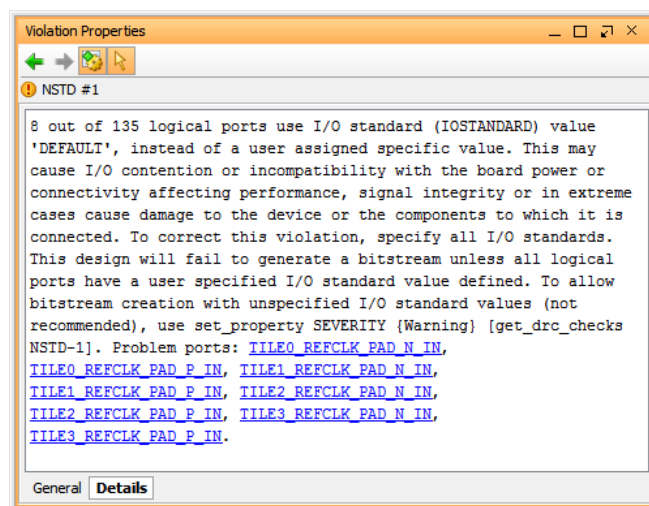 Violation Properties
NSTD #1
8 out of 135 logical ports use I/O standard (IOSTANDARD) value
'DEFAULT', instead of a user assigned specific value. This may
cause I/O contention or incompatibility with the board power or
connectivity affecting performance, signal integrity or in extreme
cases cause damage to the device or the components to which it is
connected. To correct this violation, specify all I/O standards.
This design will fail to generate a bitstream unless all logical
ports have a user specified I/O standard value defined. To allow
bitstream creation with unspecified I/O standard values (not
recommended), use set_property SEVERITY {Warning} [get_drc_checks
NSTD-1]. Problem ports: TILE0_REFCLK_PAD_N_IN,
TILE0_REFCLK_PAD_P_IN, TILE1_REFCLK_PAD_N_IN,
TILE1_REFCLK_PAD_P_IN, TILE2_REFCLK_PAD_N_IN,
TILE2_REFCLK_PAD_P_IN, TILE3_REFCLK_PAD_N_IN,
TILE3_REFCLK_PAD_P_IN.
General Details